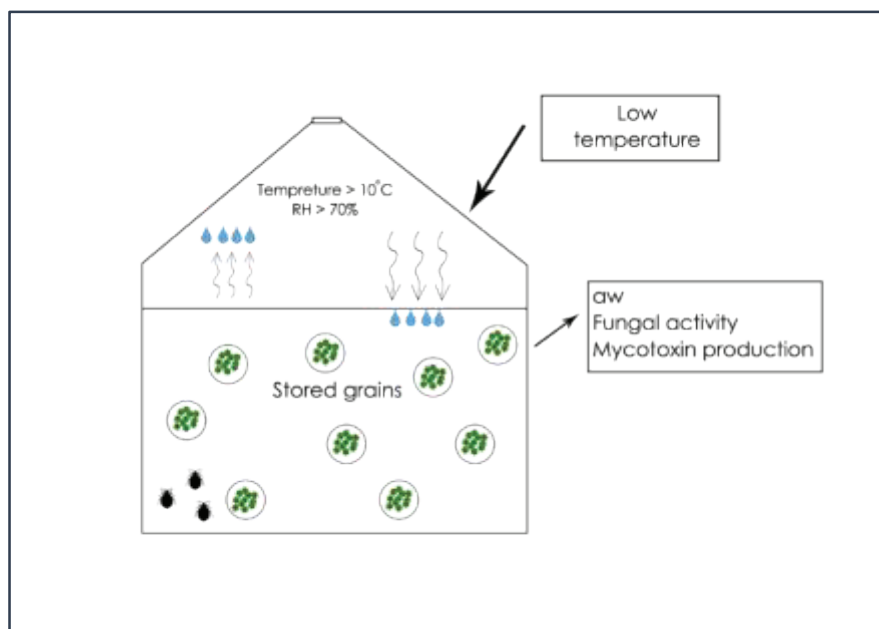 Low
temperature
Tempreture > 10°C
RH > 70%
aw
Fungal activity
Mycotoxin production
Stored grains